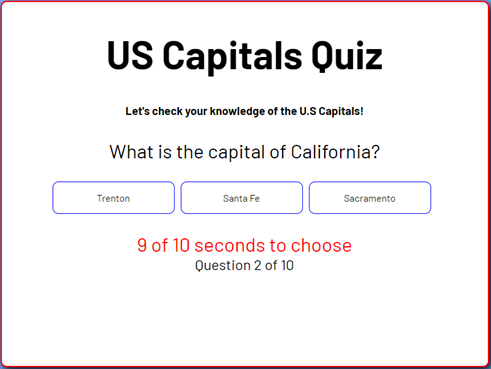 US Capitals Quiz
Let's check your knowledge of the U.S Capitals!
What is the capital of California?
Trenton
Santa Fe
Sacramento
9 of 10 seconds to choose
Question 2 of 10